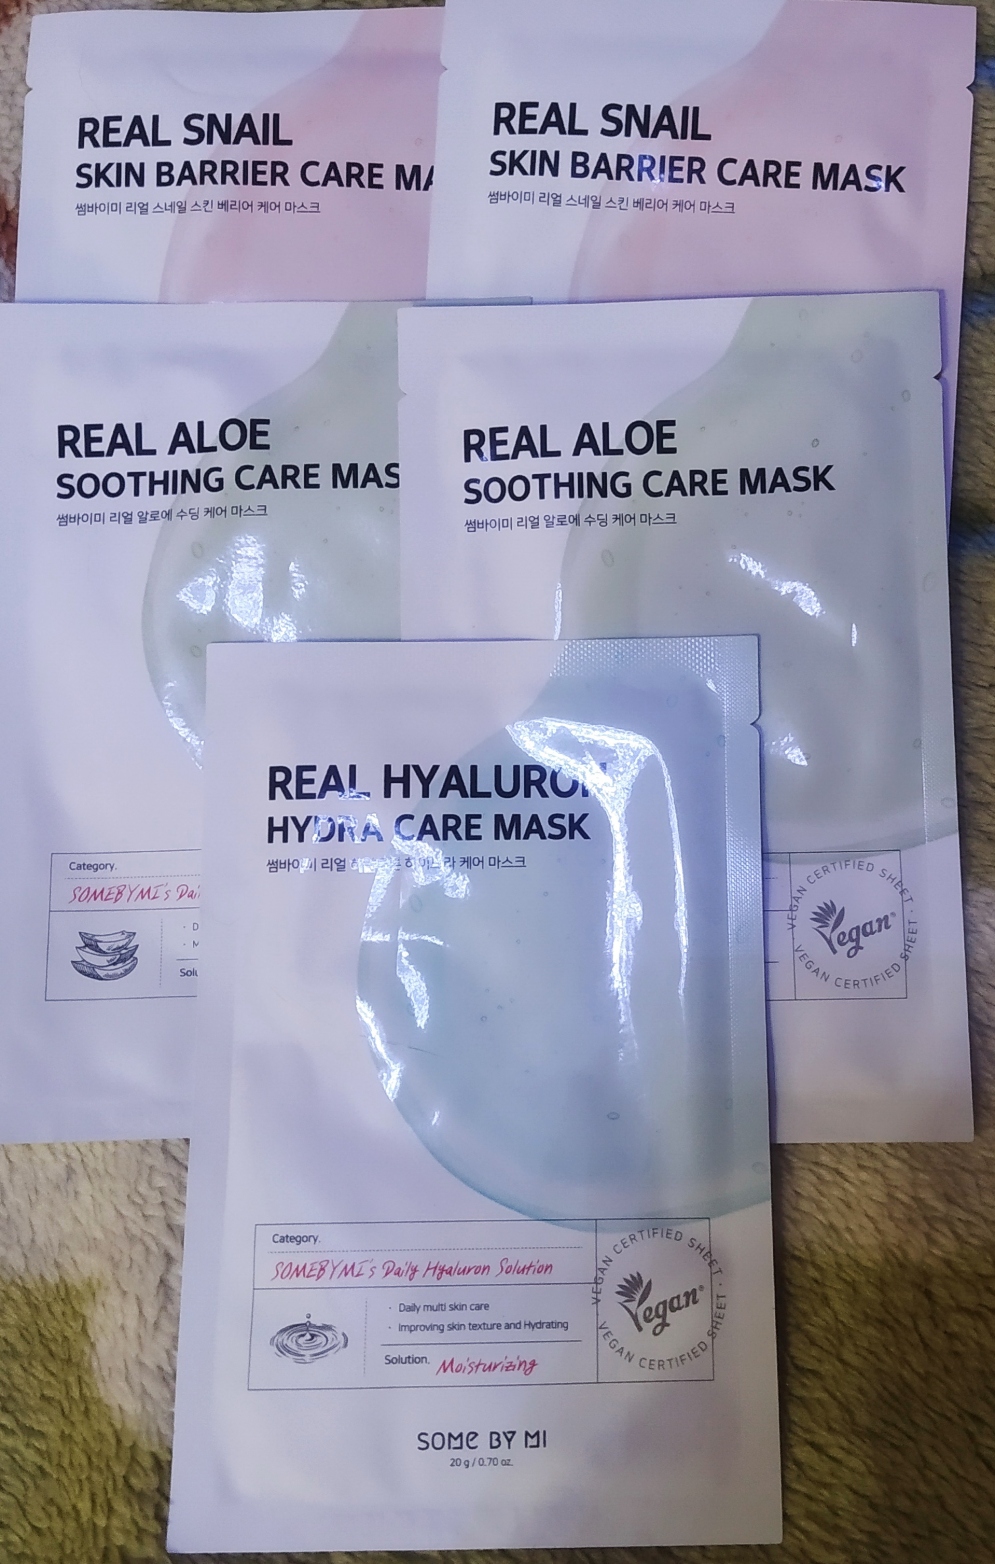 REAL SNAIL
SKIN BARRIER CARE MA
썸바이미 리얼 스네일 스킨 베리어 케어 마스크
REAL SNAIL
SKIN BARRIER CARE MASK
썸바이미 리얼 스네일 스킨 베리어 케어 마스크
REAL ALOE
SOOTHING CARE MAS
썸바이미 리얼 알로에 수딩 케어 마스크
Category.
SOMEBYMI's Dai
· D
· M
Solu
REAL ALOE
SOOTHING CARE MASK
썸바이미 리얼 알로에 수딩 케어 마스크
VEGAN CERTIFIED SHEET · VEGAN CERTIFIED SHEET ·
Vegan®
REAL HYALURON
HYDRA CARE MASK
썸바이미 리얼 케어 마스크
Category.
SOMEBYMI's Daily Hyaluron Solution
· Daily multi skin care
· Improving skin texture and Hydrating
Solution. Moisturizing
VEGAN CERTIFIED SHEET · VEGAN CERTIFIED SHEET ·
Vegan®
SOME BY MI
20 g / 0.70 oz.